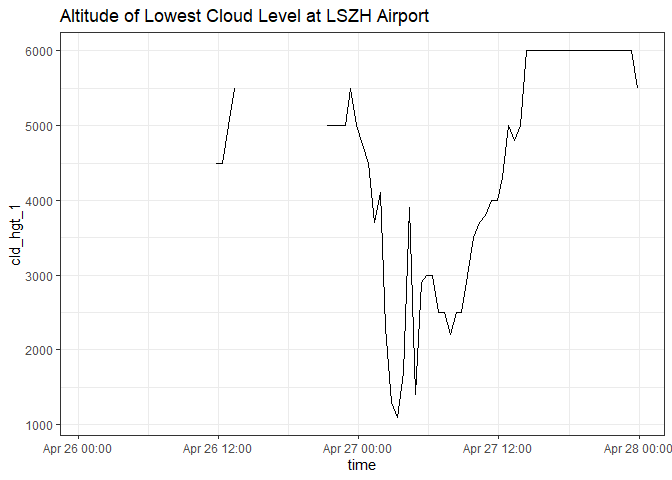 Altitude of Lowest Cloud Level at LSZH Airport
6000
5000
4000
3000
2000
1000
cld_hgt_1
Apr 26 00:00 Apr 26 12:00 Apr 27 00:00 Apr 27 12:00 Apr 28 00:00
time